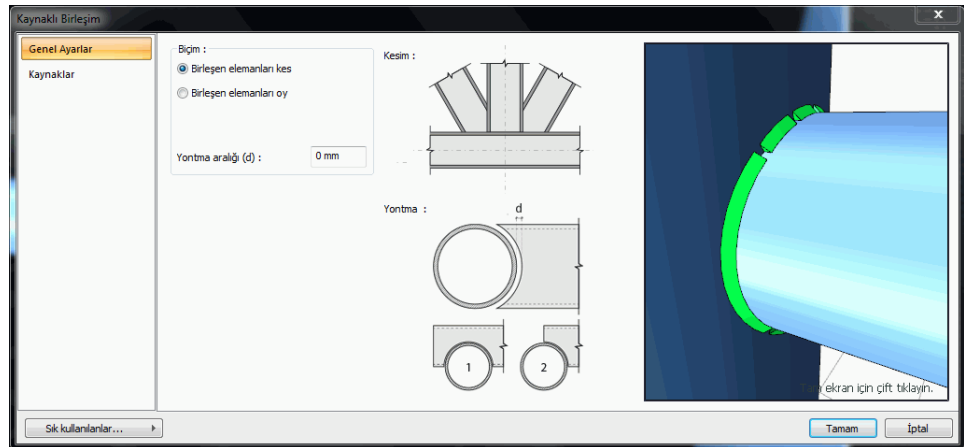 Kaynaklı Birleşim
x
Genel Ayarlar
Kaynaklar
Biçim :
Birleşen elemanları kes
Birleşen elemanları oy
Yontma aralığı (d) :
0 mm
Kesim :
Yontma :
d
1
2
ekran için çift tıklayın.
Sık kullanılanlar...
Tamam
İptal